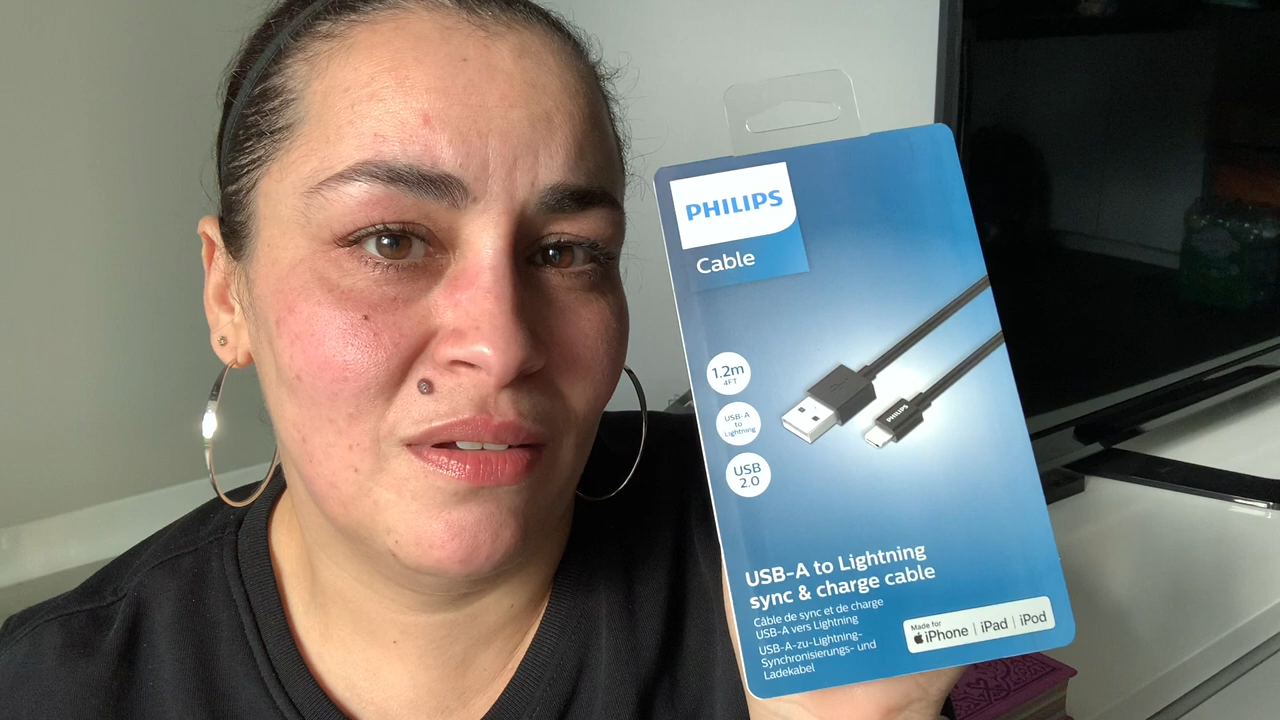 PHILIPS
Cable
1.2m
4FT
USB-A
to
Lightning
USB
2.0
PHILIPS
USB-A to Lightning
sync & charge cable
Câble de sync et de charge
USB-A vers Lightning
USB-A-zu-Lightning-
Synchronisierungs- und
Ladekabel
Made for
iPhone | iPad | iPod